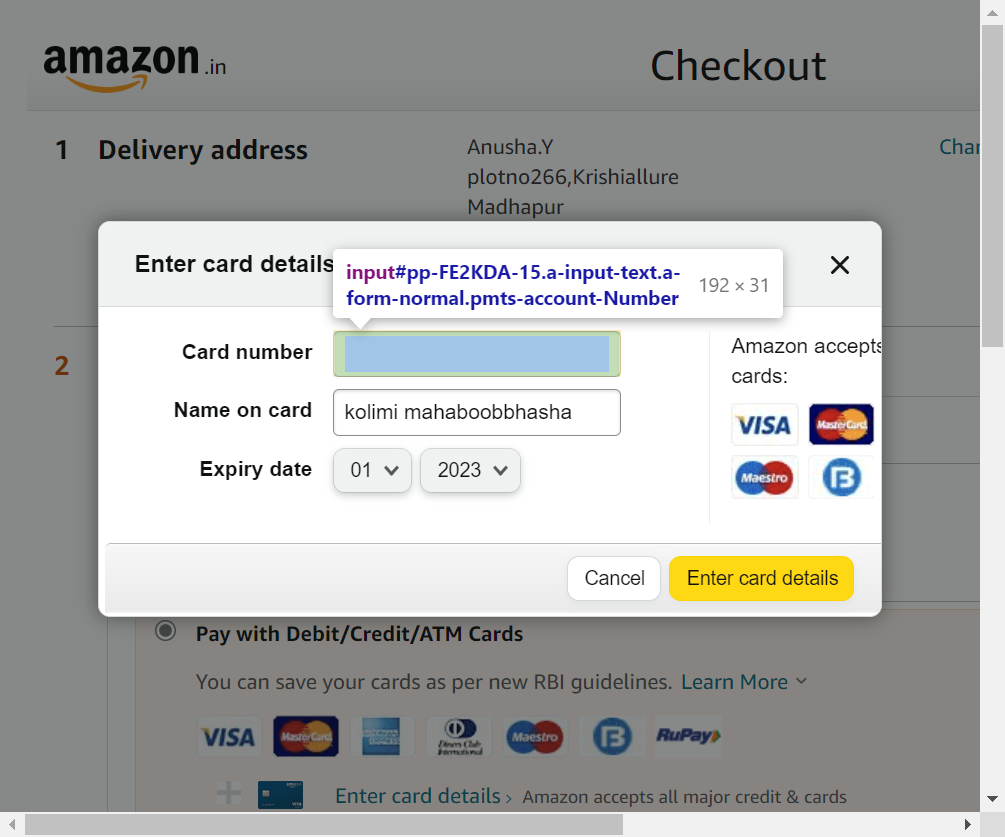 amazon.in
Checkout
1 Delivery address
Anusha.Y
plotno266,Krishiallure
Madhapur
Enter card details
input#pp-FE2KDA-15.a-input-text.a-
form-normal.pmts-account-Number
192 × 31
2
Card number
Name on card kolimi mahaboobbhasha
Expiry date 01 2023
Amazon accepts
cards:
VISA MasterCard
Maestro
Cancel Enter card details
Pay with Debit/Credit/ATM Cards
You can save your cards as per new RBI guidelines. Learn More
VISA MasterCard Diners Club International Maestro RuPay
Enter card details › Amazon accepts all major credit & cards